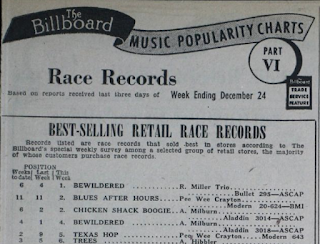 The Billboard
MUSIC POPULARITY CHARTS
PART VI
The Billboard
TRADE SERVICE FEATURE
Race Records
Based on reports received last three days of Week Ending December 24
BEST-SELLING RETAIL RACE RECORDS
Records listed are race records that sold best in stores according to The
Billboard's special weekly survey among a selected group of retail stores, the majority
of whose customers purchase race records.
POSITION
Weeks Last This
to date Week Week
6 4 1. BEWILDERED R. Miller Trio
Bullet 295—ASCAP
11 11 2. BLUES AFTER HOURS Pee Wee Crayton
Modern 20-624—BMI
6 2 2. CHICKEN SHACK BOOGIE A. Milburn
Aladdin 3014—ASCAP
4 4. BEWILDERED A. Milburn
Aladdin 3018—ASCAP
2 9 5. TEXAS HOP Pee Wee Crayton Modern 643
TREES A. Hibbler